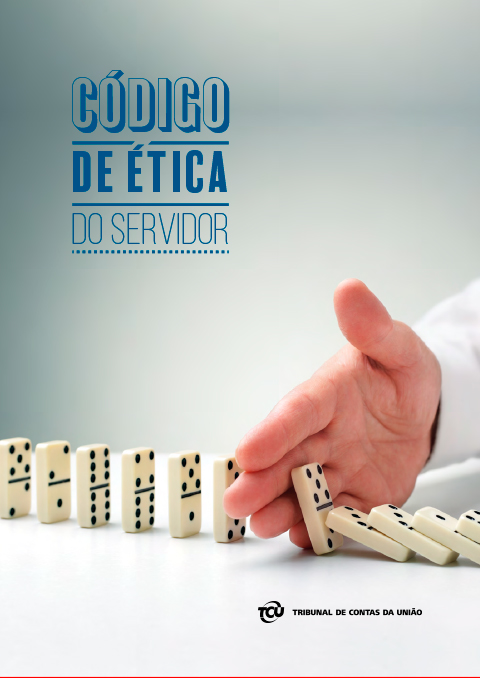 CÓDIGO
DE ÉTICA
DO SERVIDOR
TCU TRIBUNAL DE CONTAS DA UNIÃO